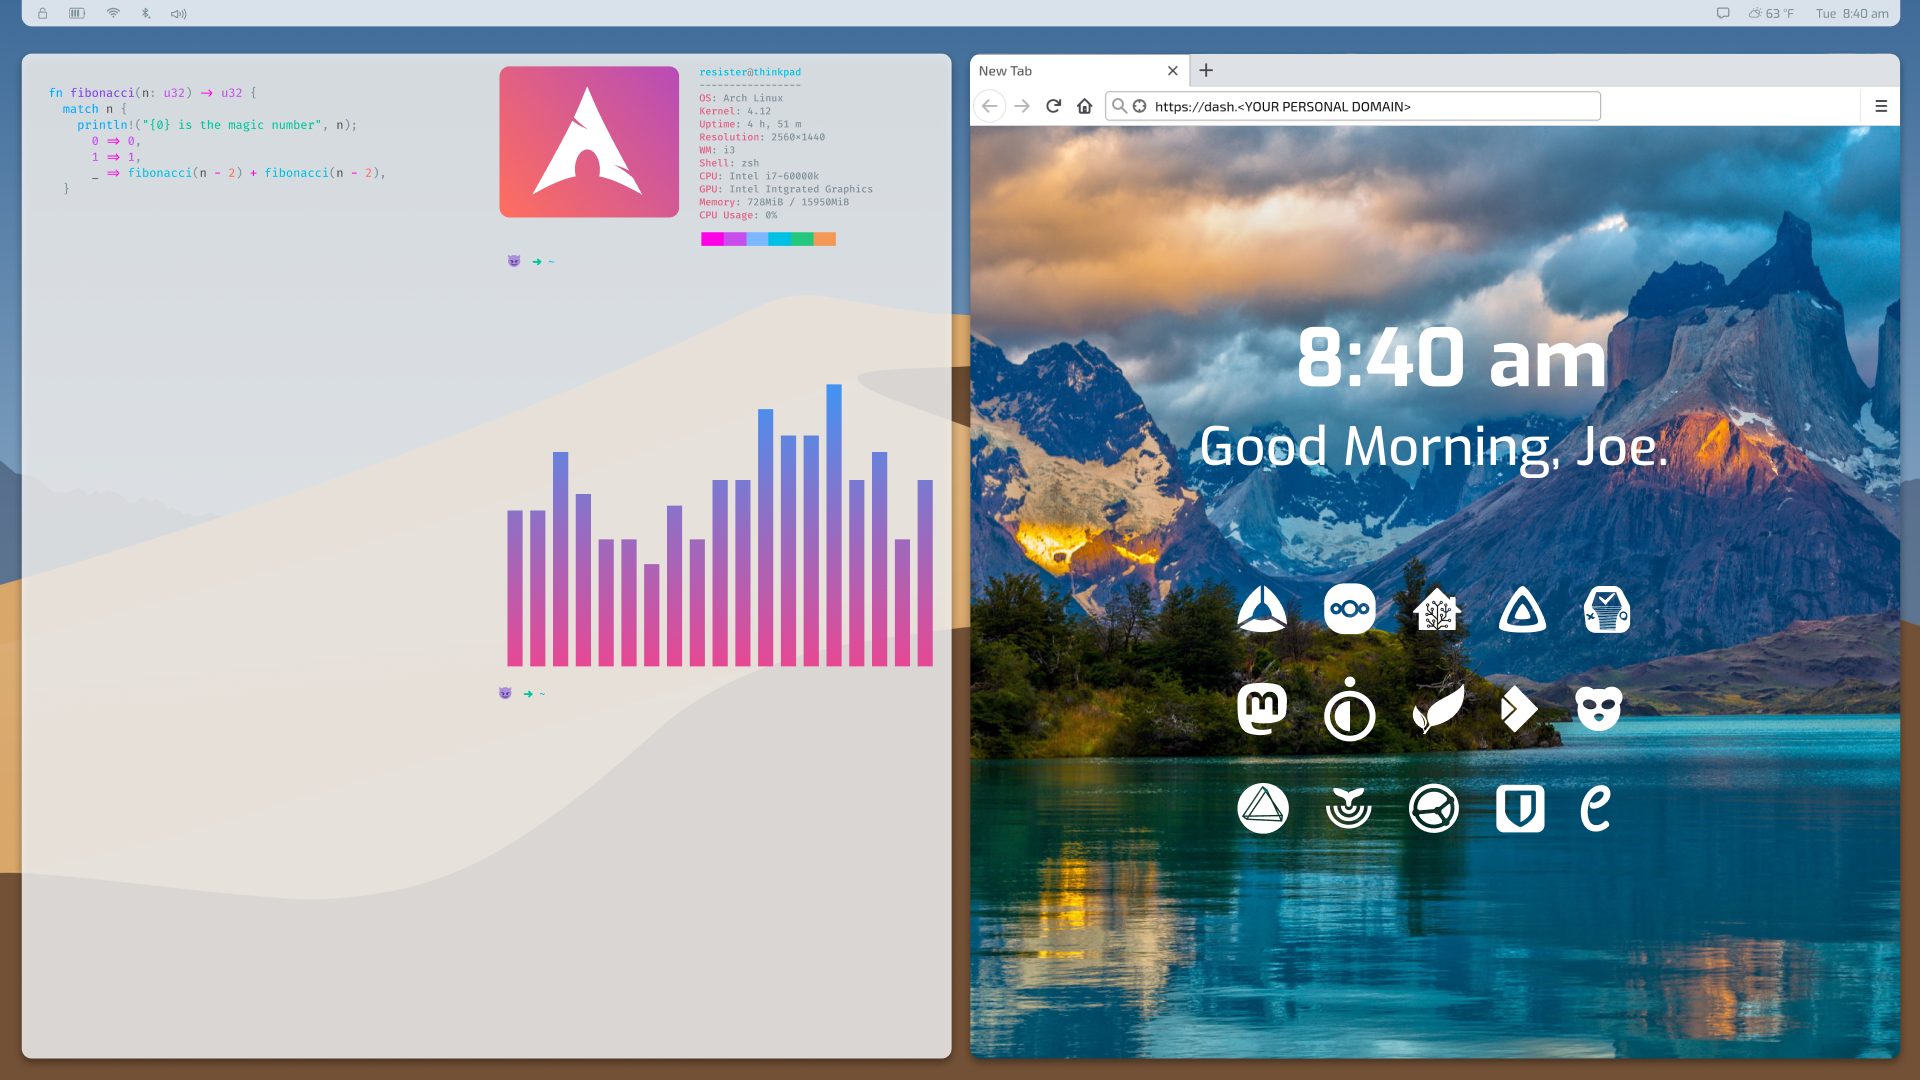 63 °F
Tue 8:40 am
fn fibonacci(n: u32) -> u32 {
match n {
println!("{0} is the magic number", n);
0 => 0,
1 => 1,
_ => fibonacci(n - 2) + fibonacci(n - 2),
}
resister@thinkpad
-----------------
OS: Arch Linux
Kernel: 4.12
Uptime: 4 h, 51 m
Resolution: 2560×1440
WM: i3
Shell: zsh
CPU: Intel i7-60000k
GPU: Intel Intgrated Graphics
Memory: 728MiB / 15950MiB
CPU Usage: 0%
➜ ~
➜ ~
New Tab
https://dash.<YOUR PERSONAL DOMAIN>
8:40 am
Good Morning, Joe.